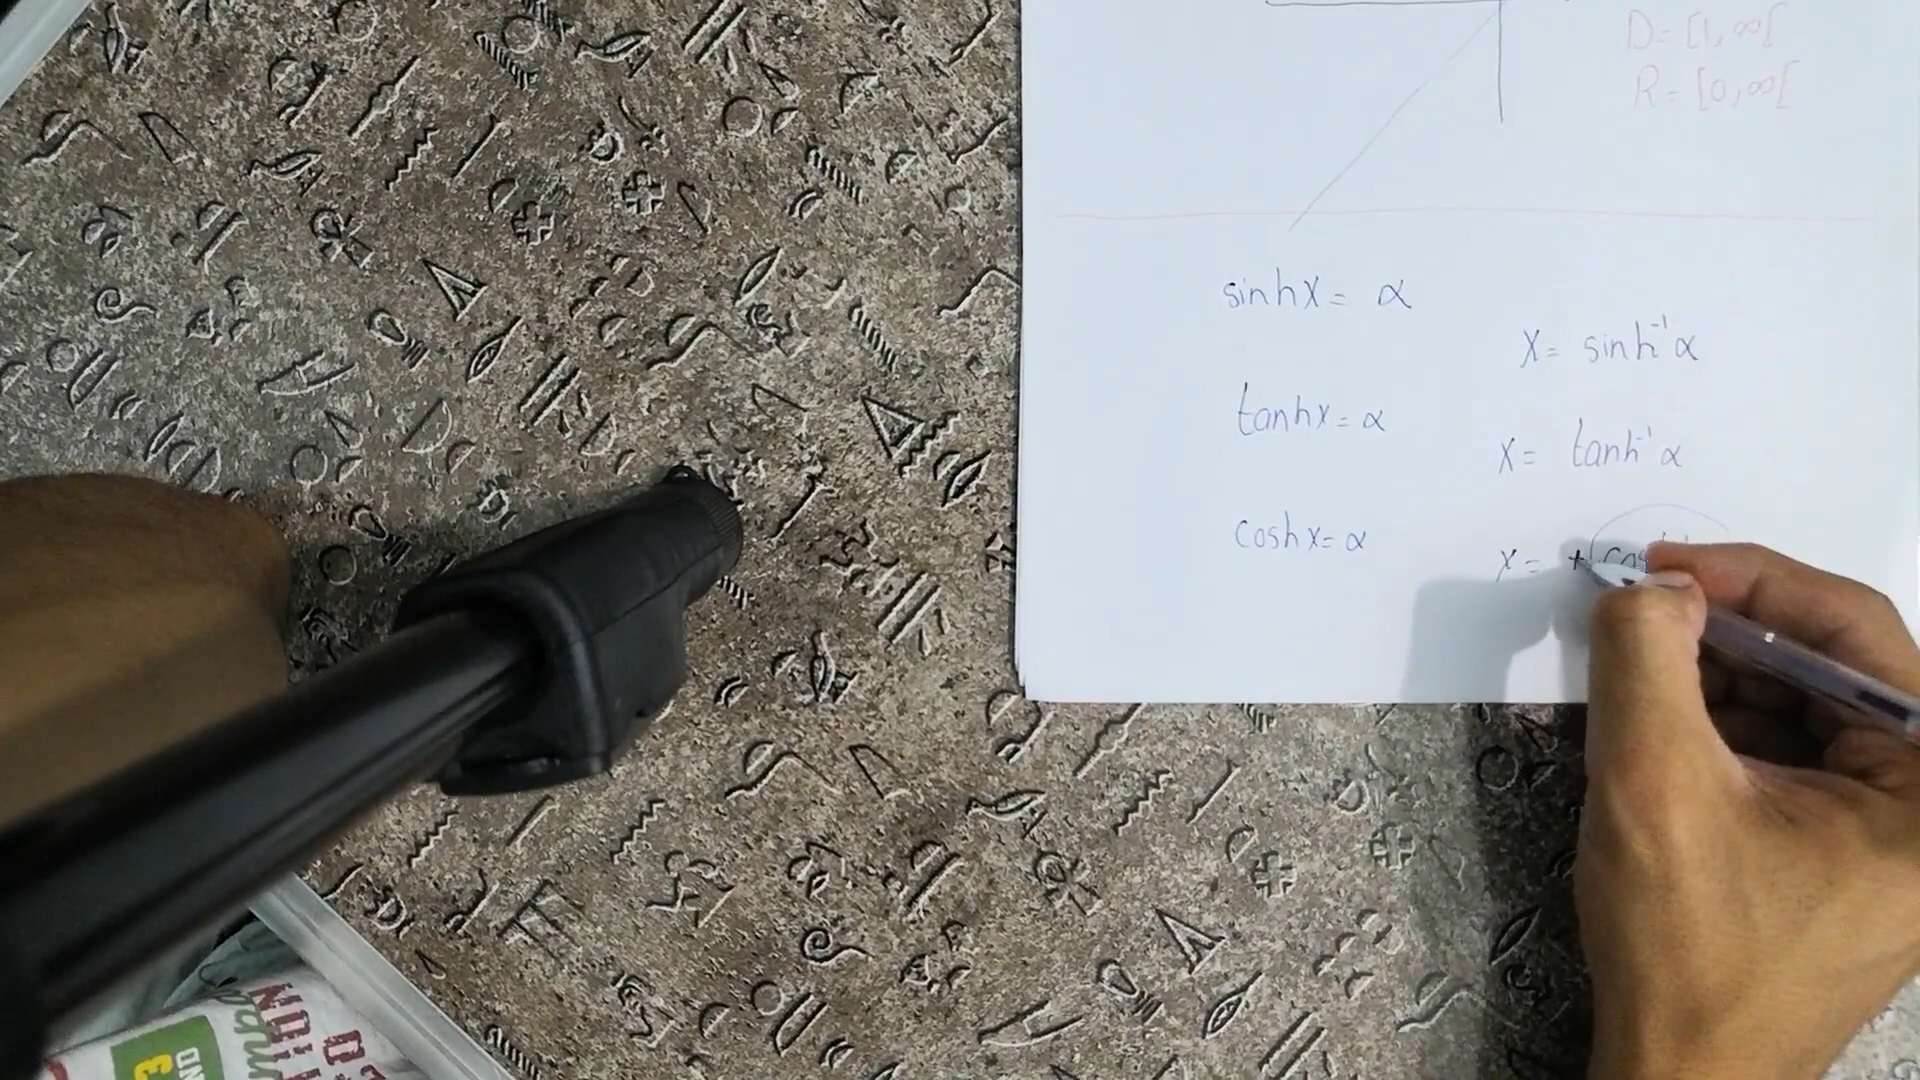 D = [1, ∞[
R = [0, ∞[
sinh x = α
x = sinh⁻¹ α
tanh x = α
x = tanh⁻¹ α
cosh x = α
x = +